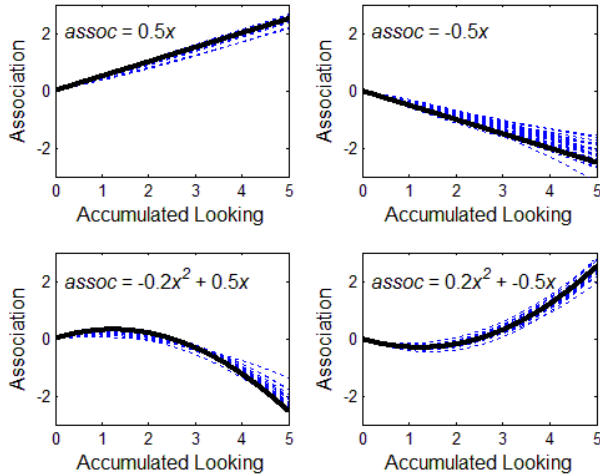 assoc = 0.5x
2
0
-2
Association
0 1 2 3 4 5
Accumulated Looking
assoc = -0.5x
2
0
-2
Association
0 1 2 3 4 5
Accumulated Looking
assoc = -0.2x² + 0.5x
2
0
-2
Association
0 1 2 3 4 5
Accumulated Looking
assoc = 0.2x² + -0.5x
2
0
-2
Association
0 1 2 3 4 5
Accumulated Looking